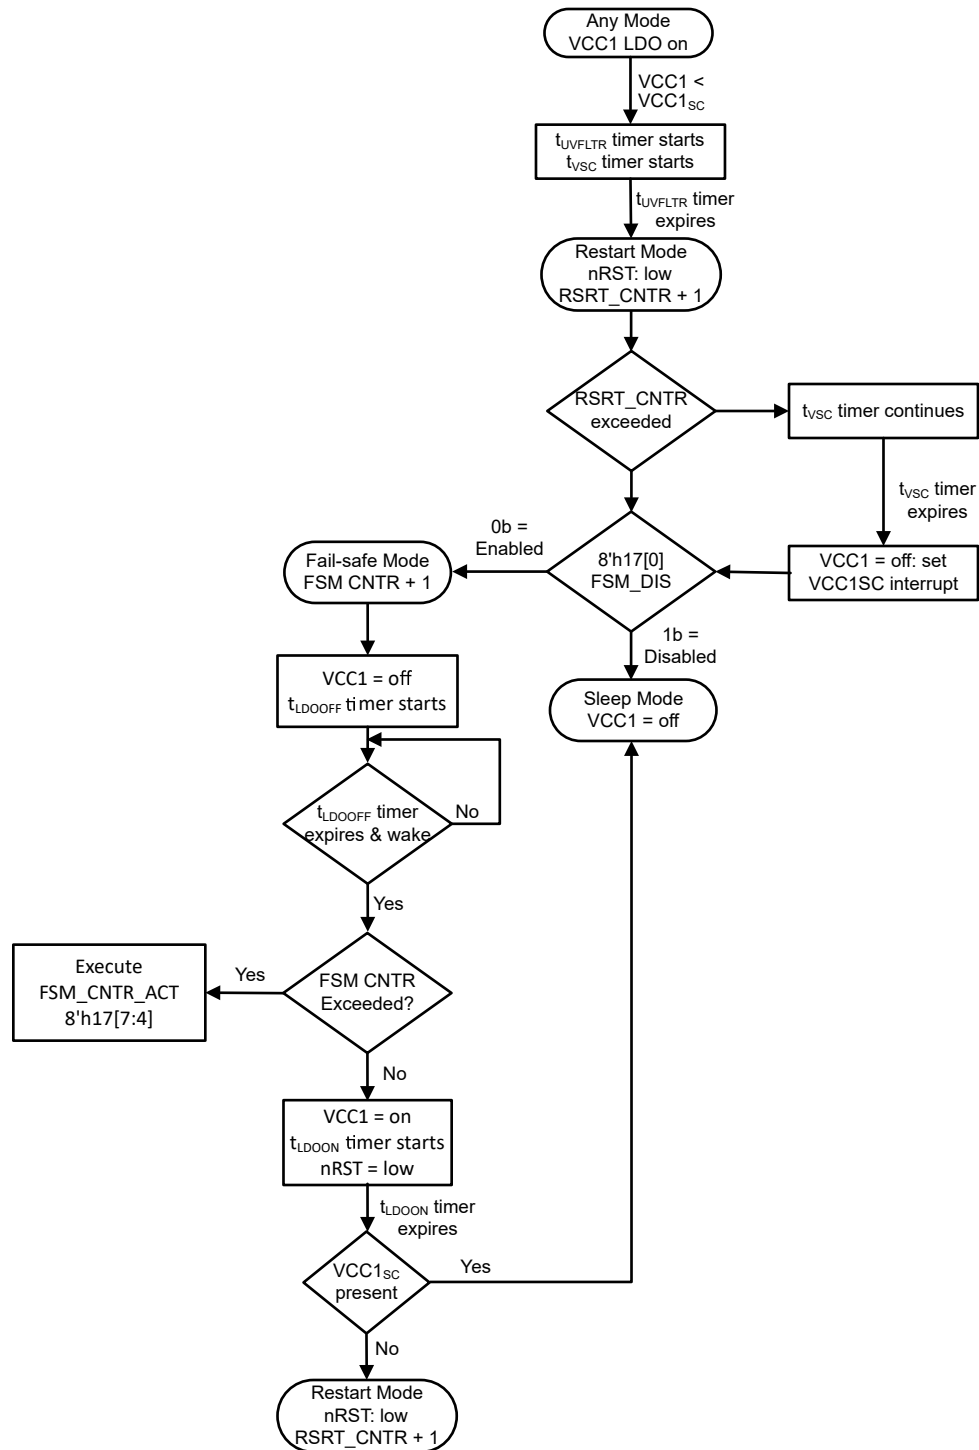 Any Mode
VCC1 LDO on
VCC1 <
VCC1SC
tUVFLTR timer starts
tVSC timer starts
tUVFLTR timer
expires
Restart Mode
nRST: low
RSRT_CNTR + 1
RSRT_CNTR
exceeded
tVSC timer continues
tVSC timer
expires
VCC1 = off: set
VCC1SC interrupt
8'h17[0]
FSM_DIS
0b =
Enabled
1b =
Disabled
Fail-safe Mode
FSM CNTR + 1
Sleep Mode
VCC1 = off
VCC1 = off
tLDOOFF timer starts
tLDOOFF timer
expires & wake
No
Yes
FSM CNTR
Exceeded?
Yes
Execute
FSM_CNTR_ACT
8'h17[7:4]
No
VCC1 = on
tLDOON timer starts
nRST = low
tLDOON timer
expires
VCC1SC
present
Yes
No
Restart Mode
nRST: low
RSRT_CNTR + 1